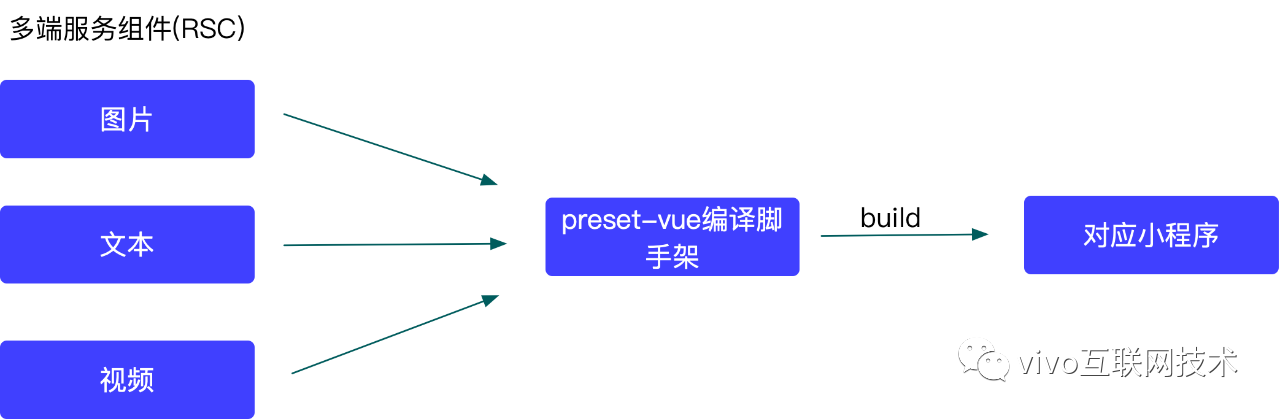 多端服务组件(RSC)
图片
文本
视频
preset-vue编译脚
手架
build
对应小程序
vivo互联网技术